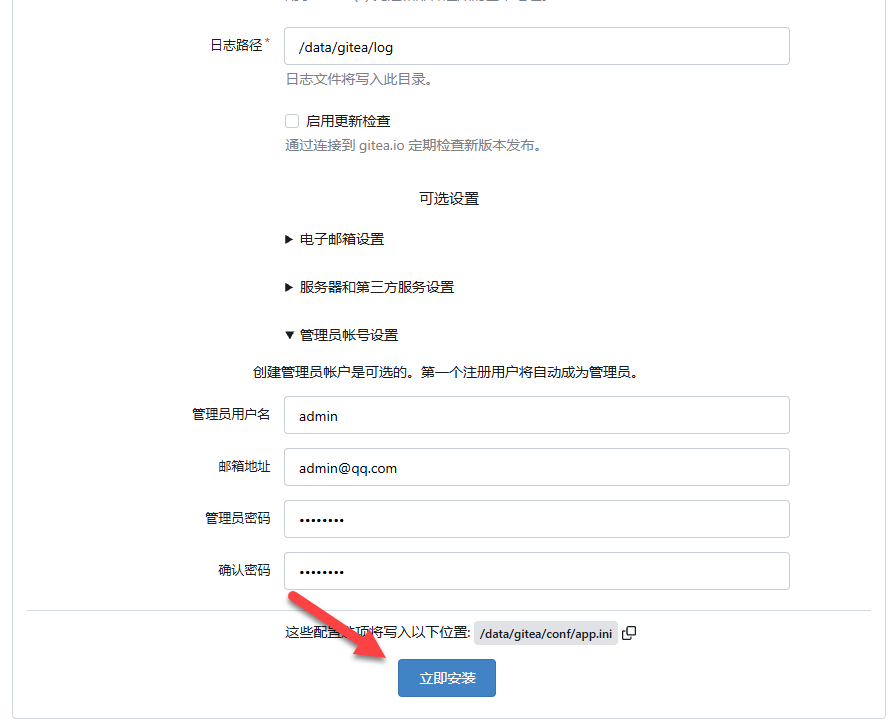 日志路径*
/data/gitea/log
日志文件将写入此目录。
启用更新检查
通过连接到 gitea.io 定期检查新版本发布。
可选设置
▶ 电子邮箱设置
▶ 服务器和第三方服务设置
▼ 管理员帐号设置
创建管理员帐户是可选的。第一个注册用户将自动成为管理员。
管理员用户名
admin
邮箱地址
admin@qq.com
管理员密码
••••••••
确认密码
••••••••
这些配置选项将写入以下位置: /data/gitea/conf/app.ini
立即安装